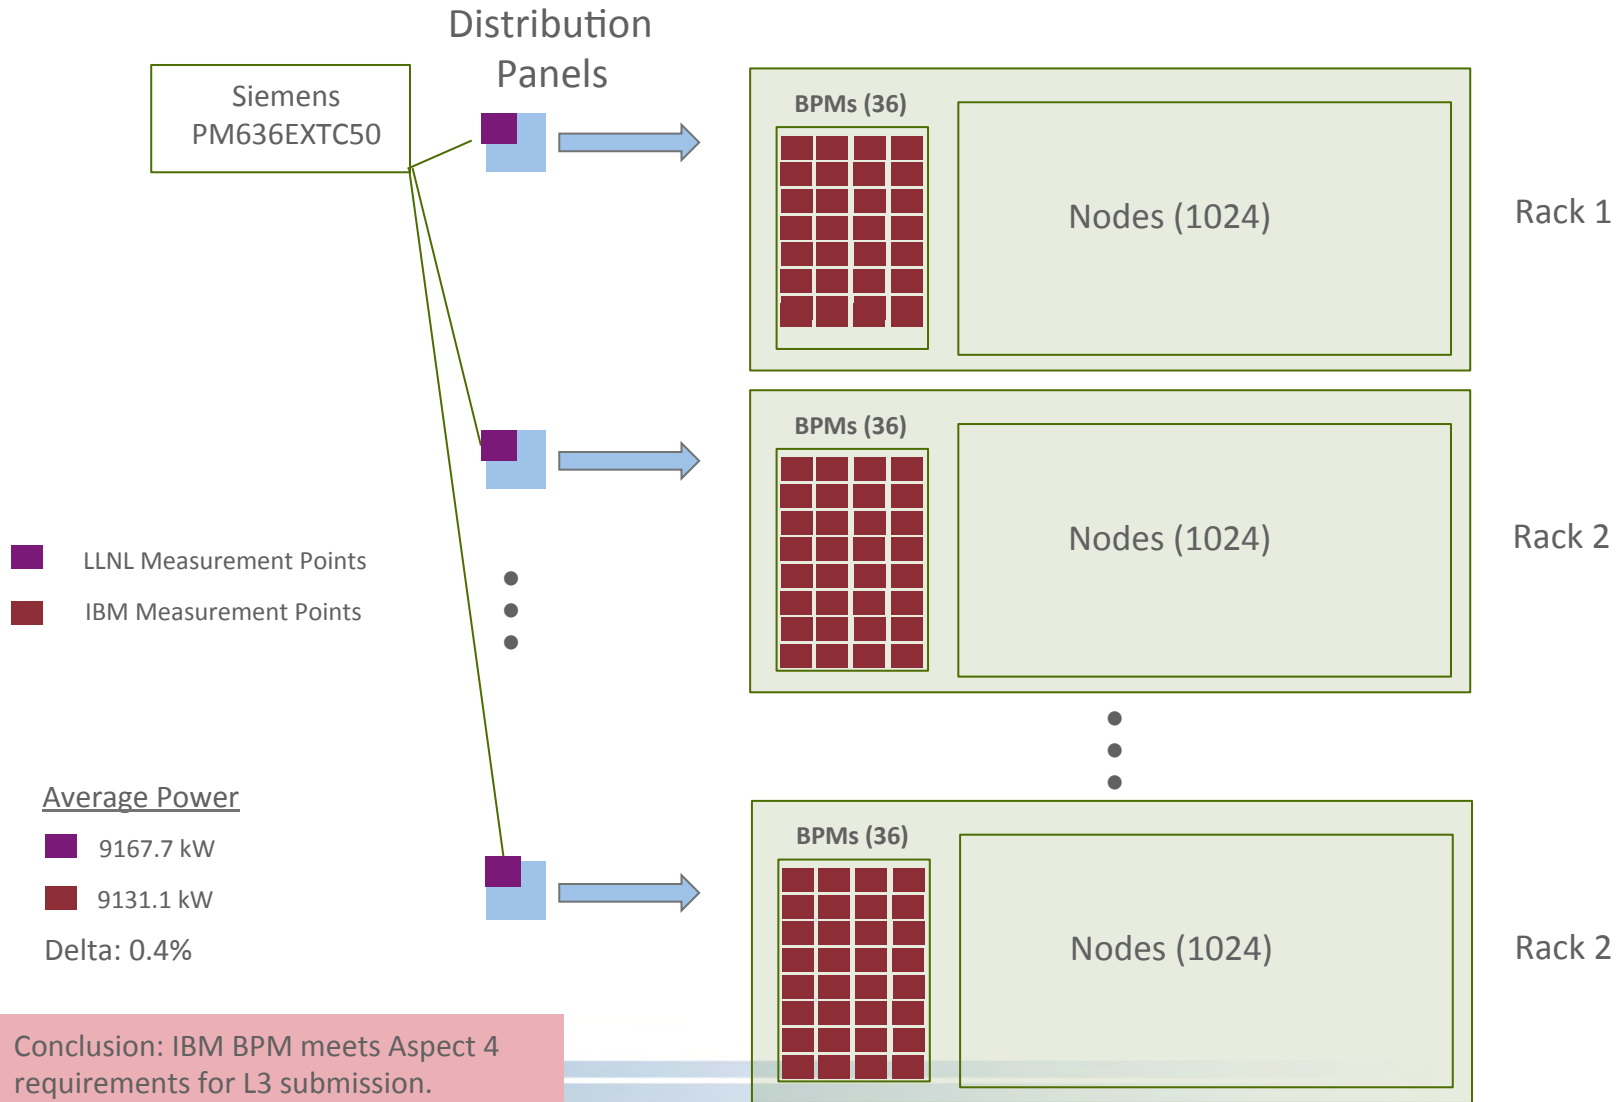 Distribution
Panels
Siemens
PM636EXTC50
BPMs (36)
Nodes (1024)
Rack 1
BPMs (36)
Nodes (1024)
Rack 2
LLNL Measurement Points
IBM Measurement Points
Average Power
9167.7 kW
9131.1 kW
Delta: 0.4%
BPMs (36)
Nodes (1024)
Rack 2
Conclusion: IBM BPM meets Aspect 4
requirements for L3 submission.